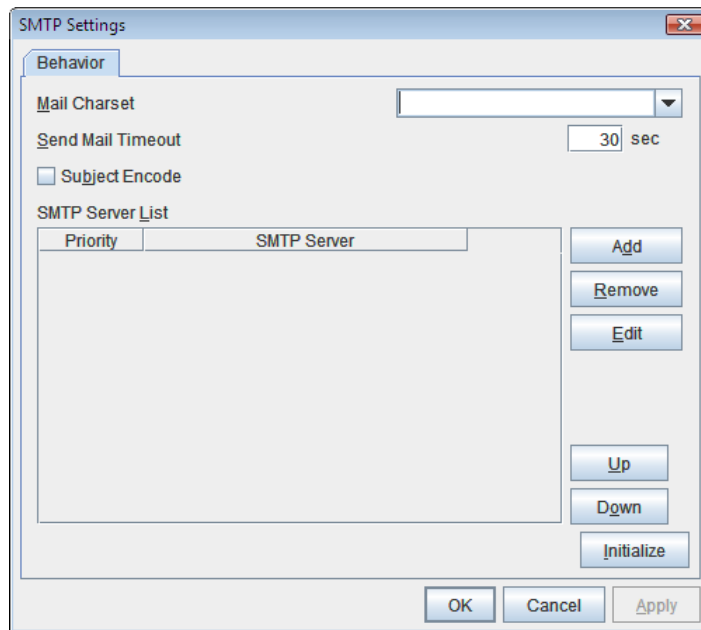 SMTP Settings
Behavior
Mail Charset
Send Mail Timeout 30 sec
Subject Encode
SMTP Server List
Priority SMTP Server
Add
Remove
Edit
Up
Down
Initialize
OK Cancel Apply